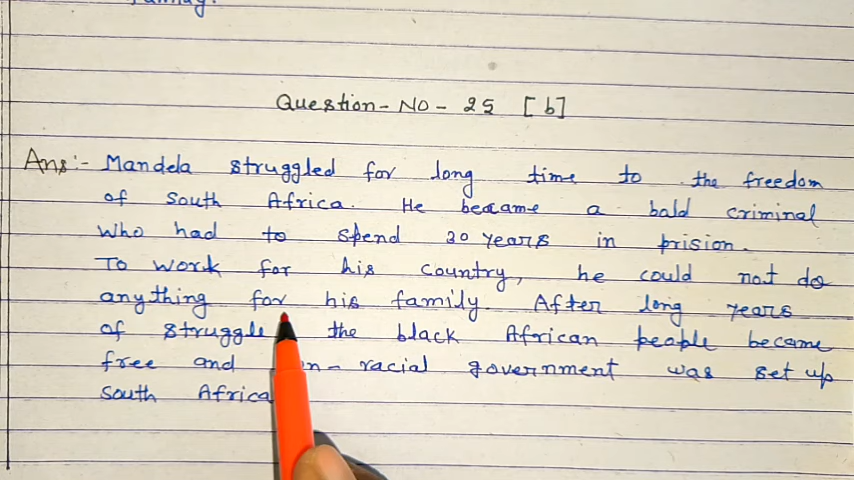 Question-NO- 25 [b]
Ans:- Mandela struggled for long time to the freedom
of south Africa. He became a bald criminal
who had to spend 30 years in prision.
To work for his country, he could not do
anything for his family. After long years
of struggle the black African people became
free and n-racial government was set up
south Africa